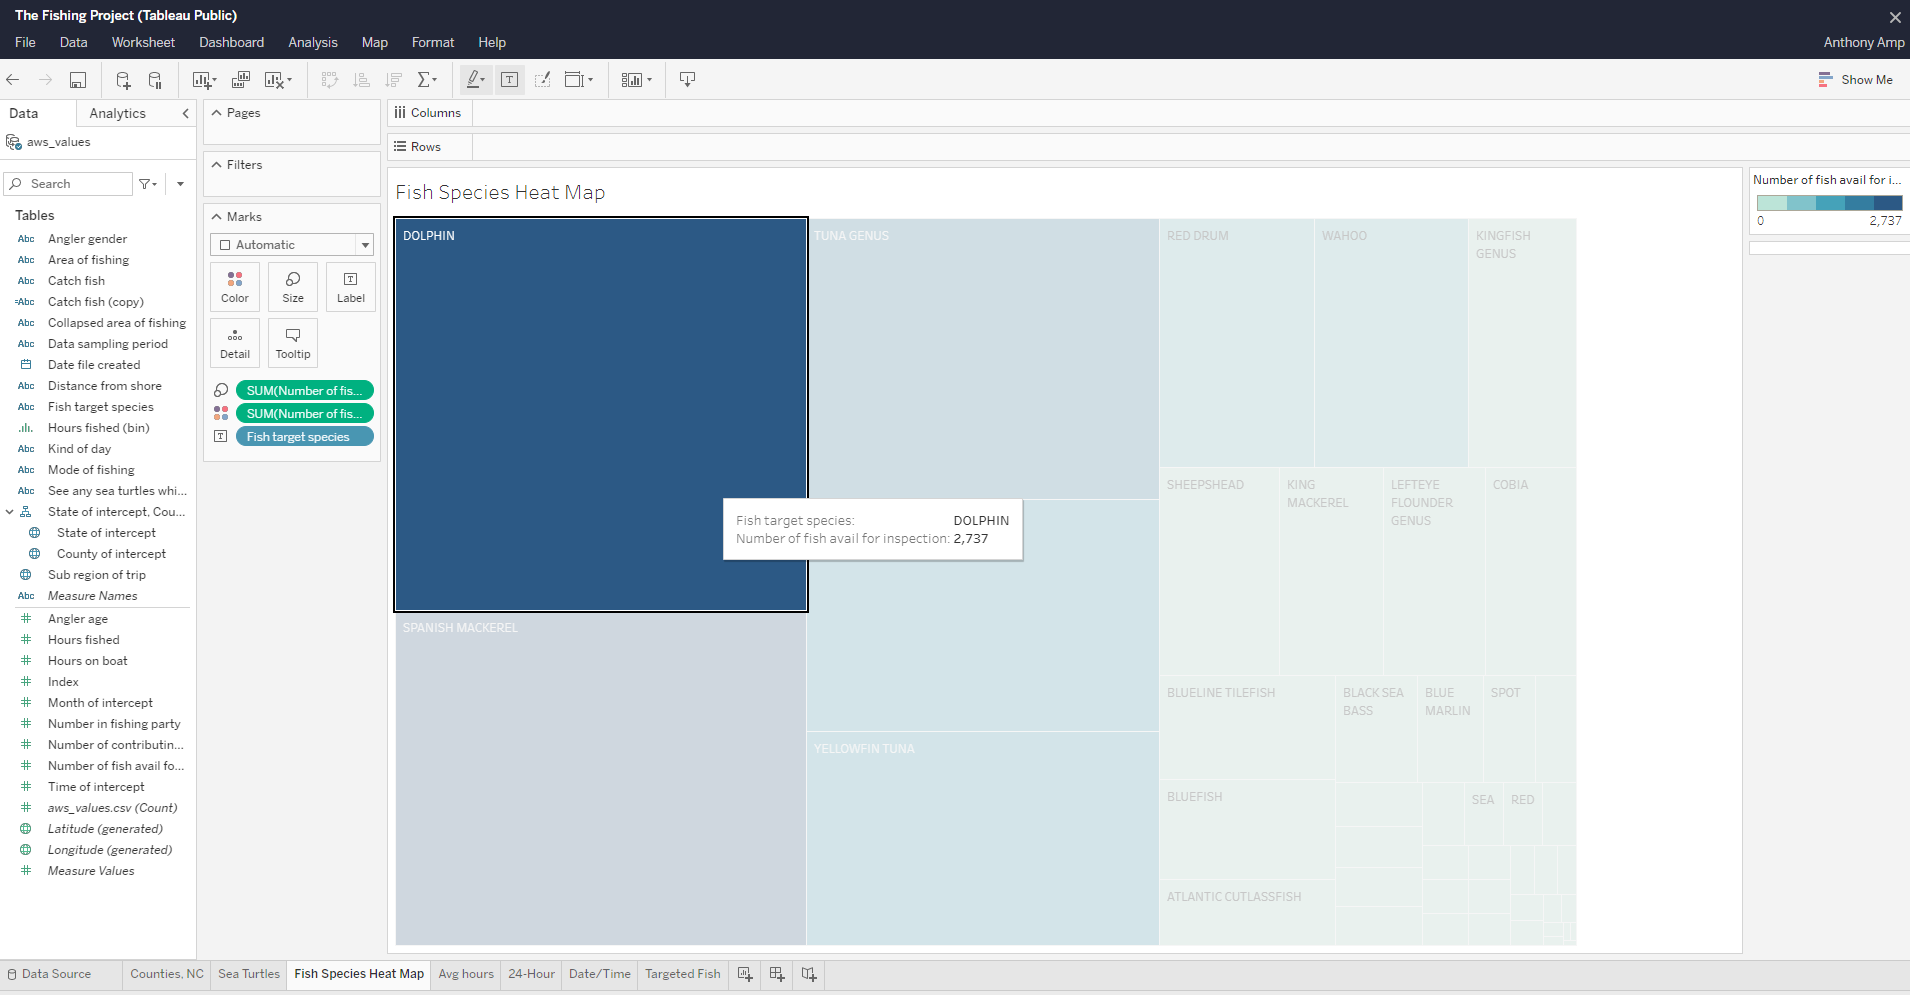 The Fishing Project (Tableau Public)
File Data Worksheet Dashboard Analysis Map Format Help
Anthony Amp
Show Me
Data Analytics
aws_values
Search
Tables
Abc Angler gender
Abc Area of fishing
Abc Catch fish
=Abc Catch fish (copy)
Abc Collapsed area of fishing
Abc Data sampling period
Date file created
Abc Distance from shore
Abc Fish target species
Hours fished (bin)
Abc Kind of day
Abc Mode of fishing
Abc See any sea turtles whi...
State of intercept, Cou...
State of intercept
County of intercept
Sub region of trip
Abc Measure Names
# Angler age
# Hours fished
# Hours on boat
# Index
# Month of intercept
# Number in fishing party
# Number of contributin...
# Number of fish avail fo...
# Time of intercept
# aws_values.csv (Count)
Latitude (generated)
Longitude (generated)
# Measure Values
Pages
Filters
Marks
Automatic
Color Size Label
Detail Tooltip
SUM(Number of fis...
SUM(Number of fis...
Fish target species
Columns
Rows
Fish Species Heat Map
DOLPHIN
SPANISH MACKEREL
TUNA GENUS
YELLOWFIN TUNA
RED DRUM
WAHOO
KINGFISH
GENUS
SHEEPSHEAD
KING
MACKEREL
LEFTEYE
FLOUNDER
GENUS
COBIA
BLUELINE TILEFISH
BLACK SEA
BASS
BLUE
MARLIN
SPOT
BLUEFISH
SEA
RED
ATLANTIC CUTLASSFISH
Fish target species: DOLPHIN
Number of fish avail for inspection: 2,737
Number of fish avail for i...
0 2,737
Data Source Counties, NC Sea Turtles Fish Species Heat Map Avg hours 24-Hour Date/Time Targeted Fish